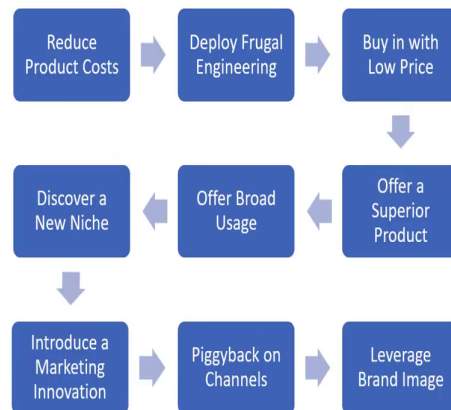 Reduce
Product Costs
Deploy Frugal
Engineering
Buy in with
Low Price
Offer a
Superior
Product
Offer Broad
Usage
Discover a
New Niche
Introduce a
Marketing
Innovation
Piggyback on
Channels
Leverage
Brand Image